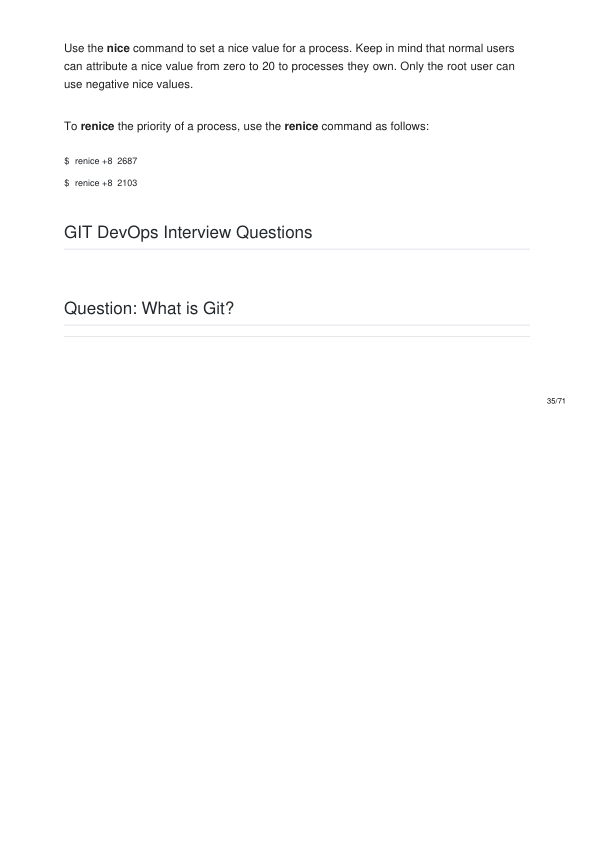 Use the nice command to set a nice value for a process. Keep in mind that normal users
can attribute a nice value from zero to 20 to processes they own. Only the root user can
use negative nice values.
To renice the priority of a process, use the renice command as follows:
$ renice +8 2687
$ renice +8 2103
GIT DevOps Interview Questions
Question: What is Git?
35/71